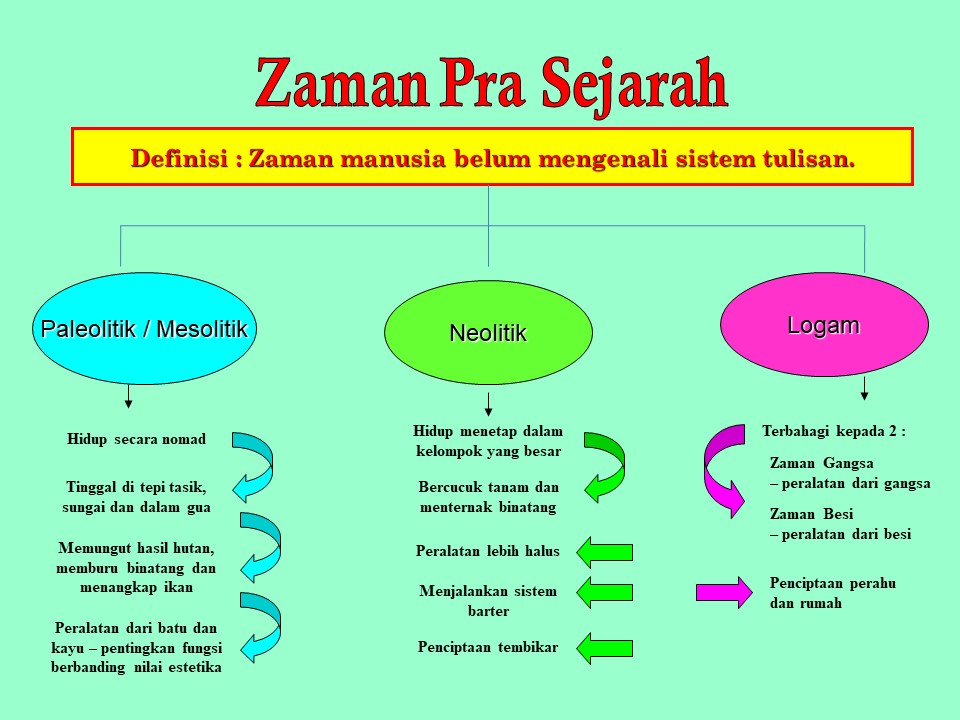 Zaman Pra Sejarah
Definisi : Zaman manusia belum mengenali sistem tulisan.
Paleolitik / Mesolitik
Hidup secara nomad
Tinggal di tepi tasik,
sungai dan dalam gua
Memungut hasil hutan,
memburu binatang dan
menangkap ikan
Peralatan dari batu dan
kayu – pentingkan fungsi
berbanding nilai estetika
Neolitik
Hidup menetap dalam
kelompok yang besar
Bercucuk tanam dan
menternak binatang
Peralatan lebih halus
Menjalankan sistem
barter
Penciptaan tembikar
Logam
Terbahagi kepada 2 :
Zaman Gangsa
– peralatan dari gangsa
Zaman Besi
– peralatan dari besi
Penciptaan perahu
dan rumah